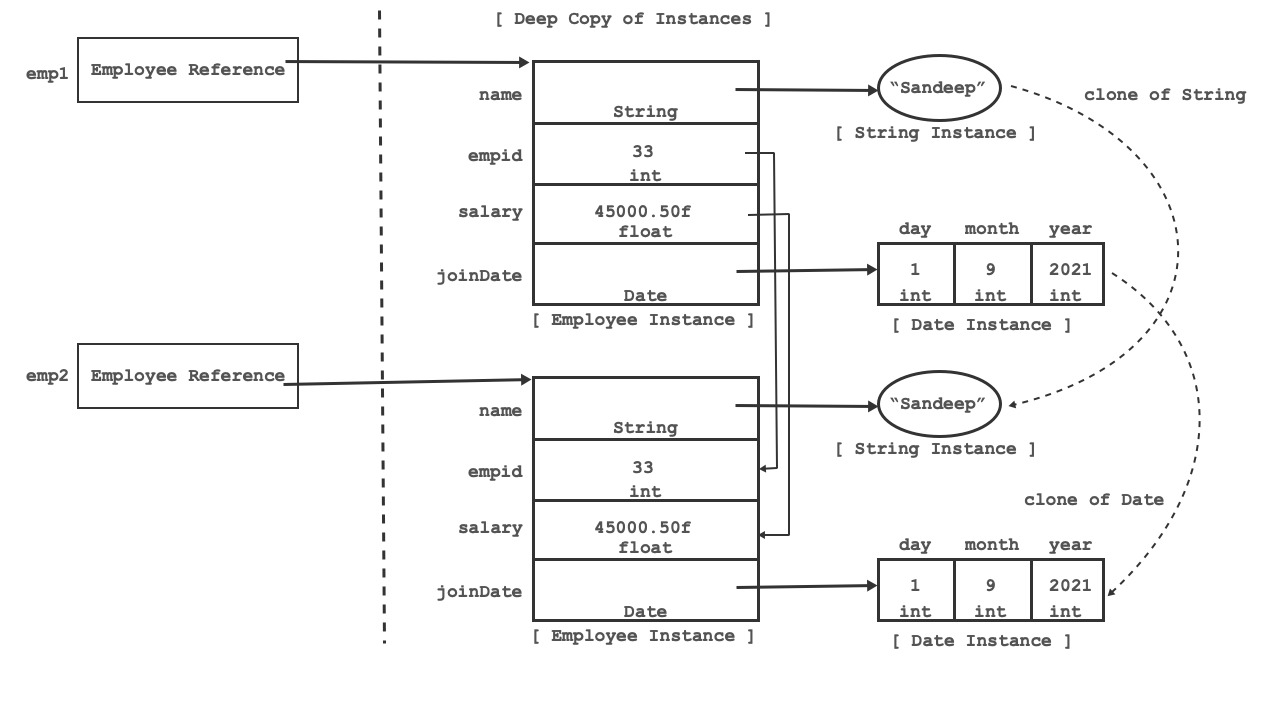 [ Deep Copy of Instances ]
emp1
Employee Reference
name
String
“Sandeep”
clone of String
[ String Instance ]
empid
33
int
salary
45000.50f
float
joinDate
Date
day month year
1 9 2021
int int int
[ Employee Instance ]
[ Date Instance ]
emp2
Employee Reference
name
String
“Sandeep”
[ String Instance ]
empid
33
int
clone of Date
salary
45000.50f
float
joinDate
Date
day month year
1 9 2021
int int int
[ Employee Instance ]
[ Date Instance ]